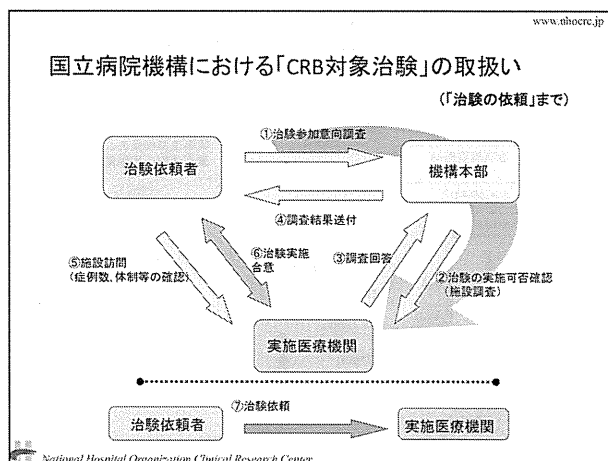 www.nhocrc.jp
国立病院機構における「CRB対象治験」の取扱い
(「治験の依頼」まで)
①治験参加意向調査
治験依頼者
機構本部
④調査結果送付
⑤施設訪問
(症例数、体制等の確認)
⑥治験実施
合意
③調査回答
②治験の実施可否確認
(施設調査)
実施医療機関
⑦治験依頼
治験依頼者
実施医療機関
National Hospital Organization Clinical Research Center